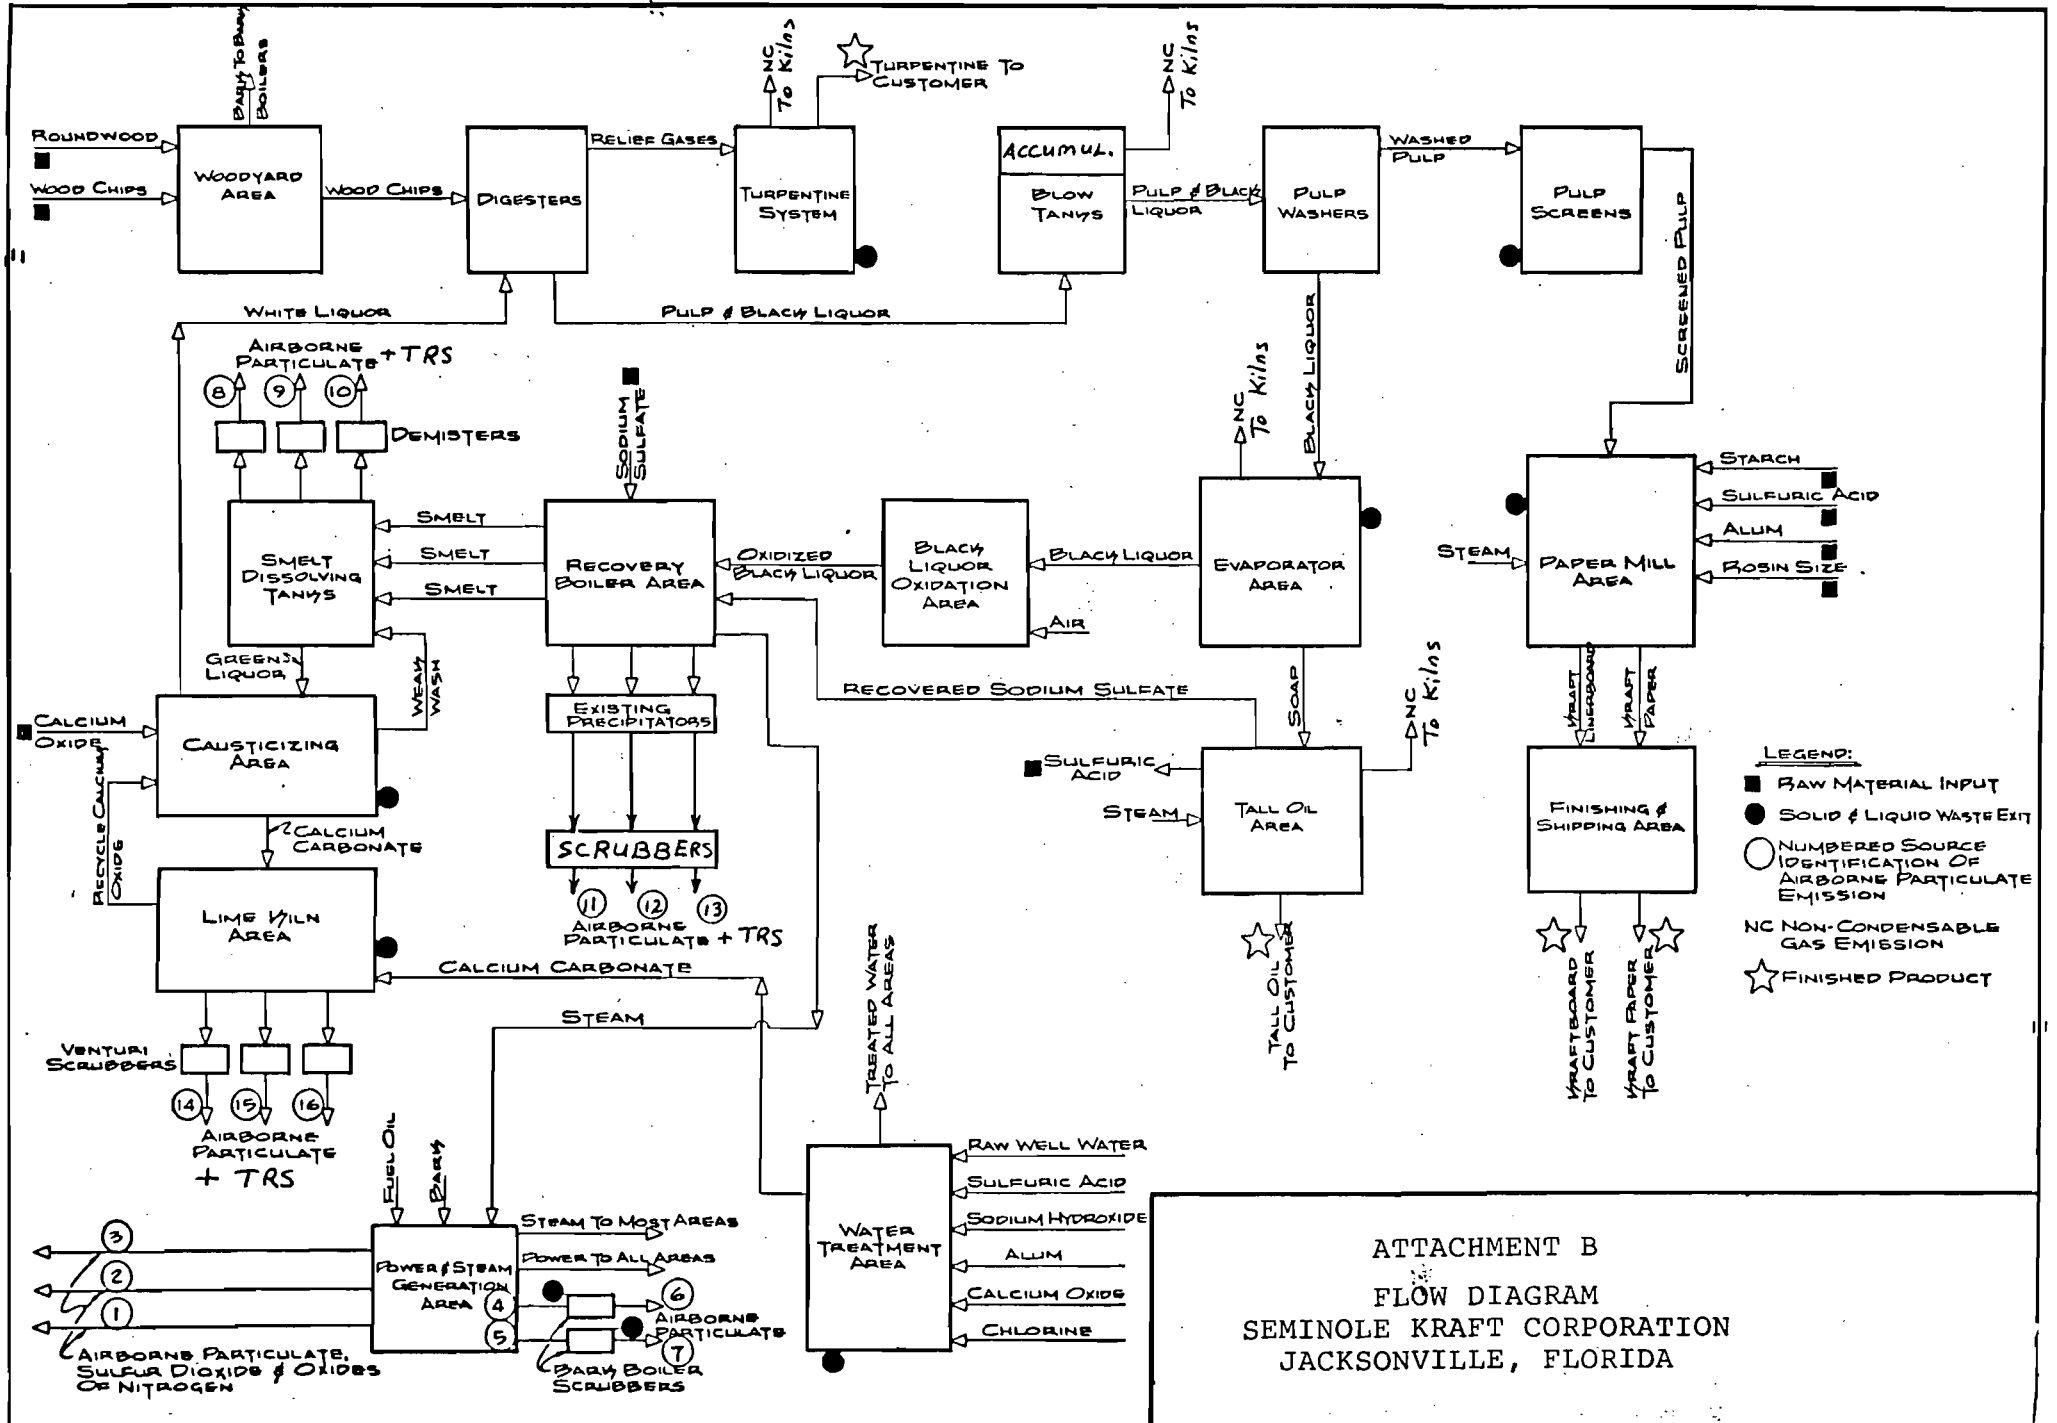 BARK TO BARK
BOILERS
NC
To Kilns
TURPENTINE TO
CUSTOMER
NC
To Kilns
ROUNDWOOD
WOOD CHIPS
WOODYARD
AREA
WOOD CHIPS
DIGESTERS
RELIEF GASES
TURPENTINE
SYSTEM
ACCUMUL.
BLOW
TANKS
PULP & BLACK
LIQUOR
PULP
WASHERS
WASHED
PULP
PULP
SCREENS
SCREENED PULP
WHITE LIQUOR
PULP & BLACK LIQUOR
BLACK LIQUOR
AIRBORNE
PARTICULATE + TRS
8
9
10
DEMISTERS
SODIUM
SULFATE
NC
To Kilns
SMELT
DISSOLVING
TANKS
SMELT
SMELT
SMELT
RECOVERY
BOILER AREA
OXIDIZED
BLACK LIQUOR
BLACK
LIQUOR
OXIDATION
AREA
AIR
BLACK LIQUOR
EVAPORATOR
AREA
STEAM
PAPER MILL
AREA
STARCH
SULFURIC ACID
ALUM
ROSIN SIZE
GREEN
LIQUOR
WEAK
WASH
RECOVERED SODIUM SULFATE
SOAP
NC
To Kilns
KRAFT
LINERBOARD
KRAFT
PAPER
CALCIUM
OXIDE
CAUSTICIZING
AREA
EXISTING
PRECIPITATORS
SULFURIC
ACID
STEAM
TALL OIL
AREA
FINISHING &
SHIPPING AREA
LEGEND:
RAW MATERIAL INPUT
SOLID & LIQUID WASTE EXIT
NUMBERED SOURCE
IDENTIFICATION OF
AIRBORNE PARTICULATE
EMISSION
NC NON-CONDENSABLE
GAS EMISSION
FINISHED PRODUCT
RECYCLE CALCIUM
OXIDE
CALCIUM
CARBONATE
SCRUBBERS
11
12
13
AIRBORNE
PARTICULATE + TRS
LIME KILN
AREA
CALCIUM CARBONATE
STEAM
TREATED WATER
TO ALL AREAS
TALL OIL
TO CUSTOMER
KRAFTBOARD
TO CUSTOMER
KRAFT PAPER
TO CUSTOMER
VENTURI
SCRUBBERS
14
15
16
AIRBORNE
PARTICULATE
+ TRS
FUEL OIL
BARK
3
2
1
POWER & STEAM
GENERATION
AREA
STEAM TO MOST AREAS
POWER TO ALL AREAS
4
5
6
AIRBORNE
PARTICULATE
7
BARK BOILER
SCRUBBERS
AIRBORNE PARTICULATE,
SULFUR DIOXIDE & OXIDES
OF NITROGEN
WATER
TREATMENT
AREA
RAW WELL WATER
SULFURIC ACID
SODIUM HYDROXIDE
ALUM
CALCIUM OXIDE
CHLORINE
ATTACHMENT B
FLOW DIAGRAM
SEMINOLE KRAFT CORPORATION
JACKSONVILLE, FLORIDA